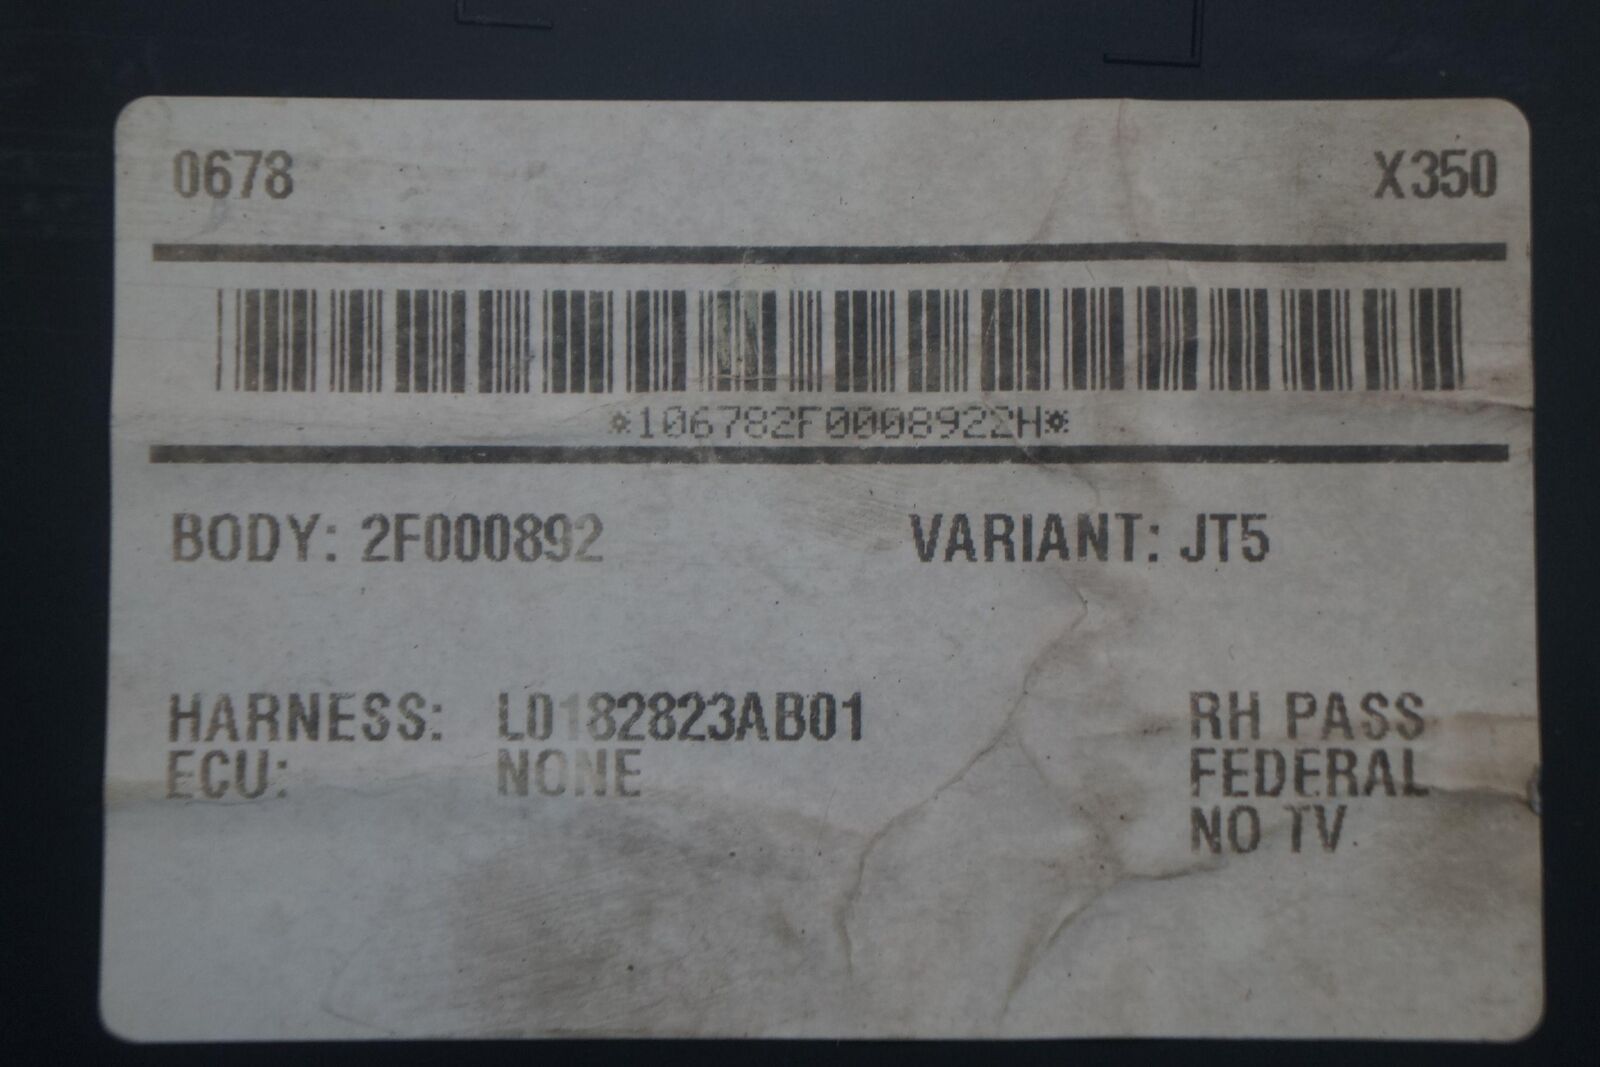 0678 X350
*106782F0008922H*
BODY: 2F000892 VARIANT: JT5
HARNESS: L0182823AB01 RH PASS
ECU: NONE FEDERAL
NO TV